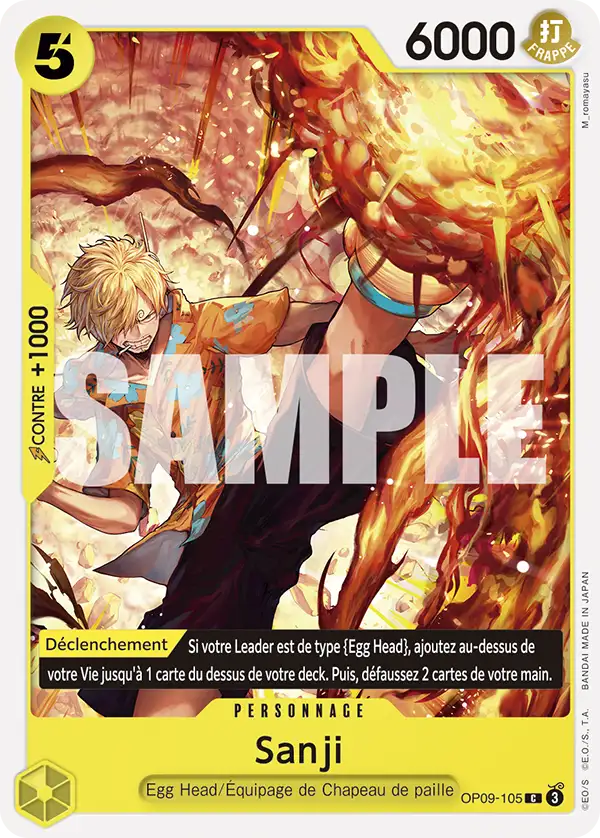 5
6000
打
FRAPPE
M_romayasu
CONTRE +1000
SAMPLE
Déclenchement Si votre Leader est de type {Egg Head}, ajoutez au-dessus de
votre Vie jusqu'à 1 carte du dessus de votre deck. Puis, défaussez 2 cartes de votre main.
PERSONNAGE
Sanji
Egg Head/Équipage de Chapeau de paille
OP09-105 C 3
©EO/S ©E.O./S., T.A. BANDAI MADE IN JAPAN